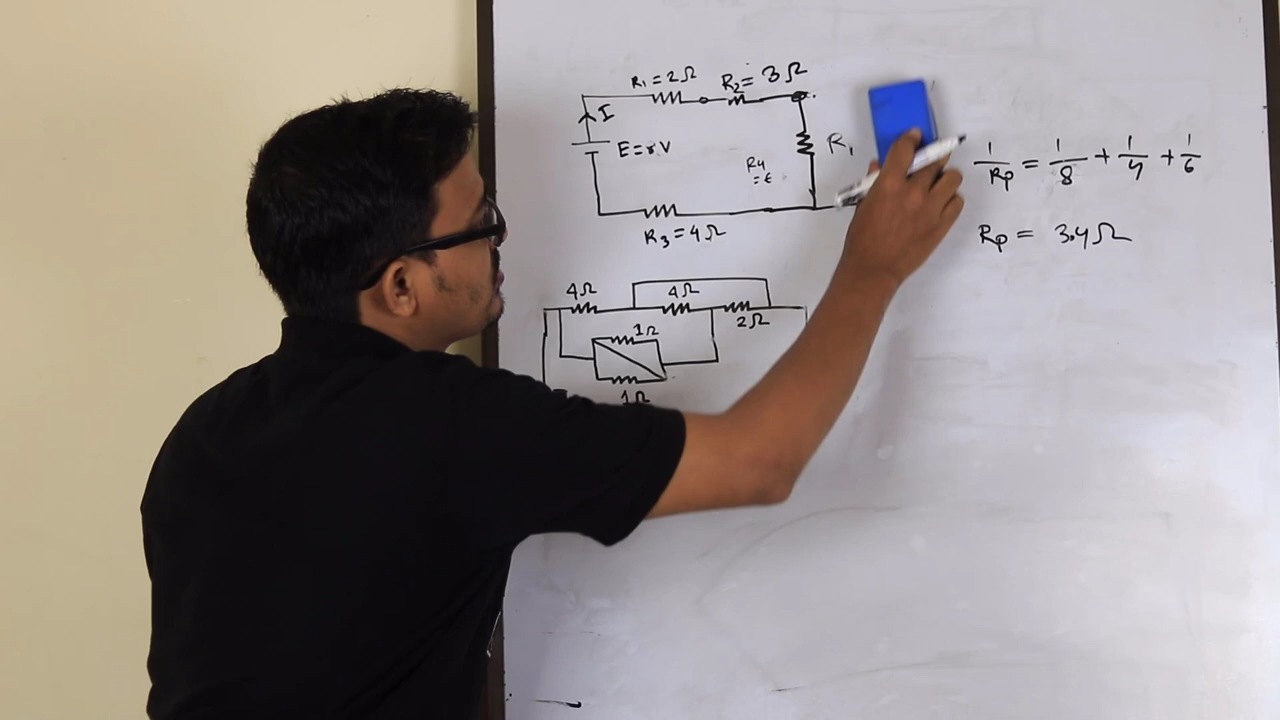 R₁ = 2Ω R₂ = 3Ω
I
E = V
R₁
R₄
=
R₃ = 4Ω
1/Rp = 1/8 + 1/4 + 1/6
Rp = 3.4Ω
4Ω 4Ω
2Ω
1Ω
1Ω